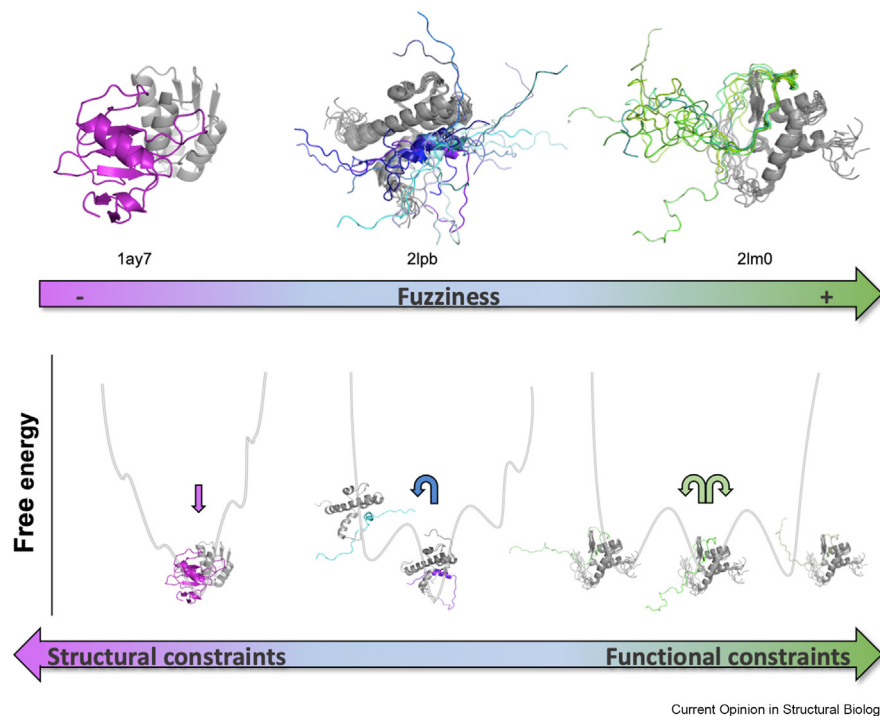 1ay7 2lpb 2lm0
- Fuzziness +
Free energy
Structural constraints Functional constraints
Current Opinion in Structural Biolog